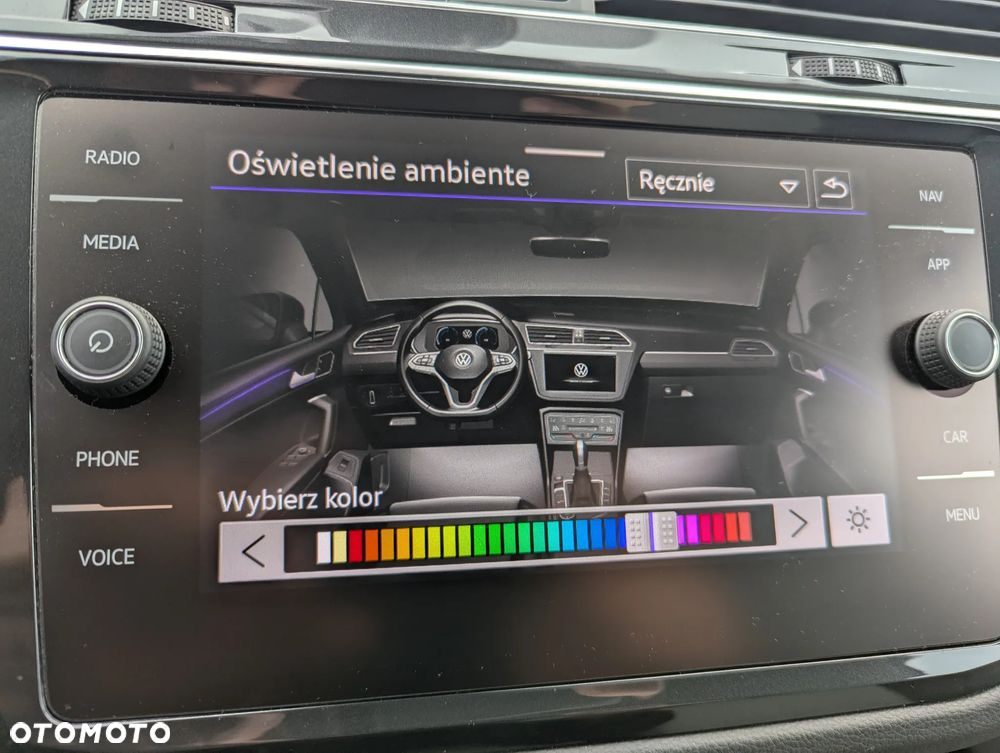 RADIO
MEDIA
PHONE
VOICE
Oświetlenie ambiente
Ręcznie
Wybierz kolor
NAV
APP
CAR
MENU
OTOMOTO